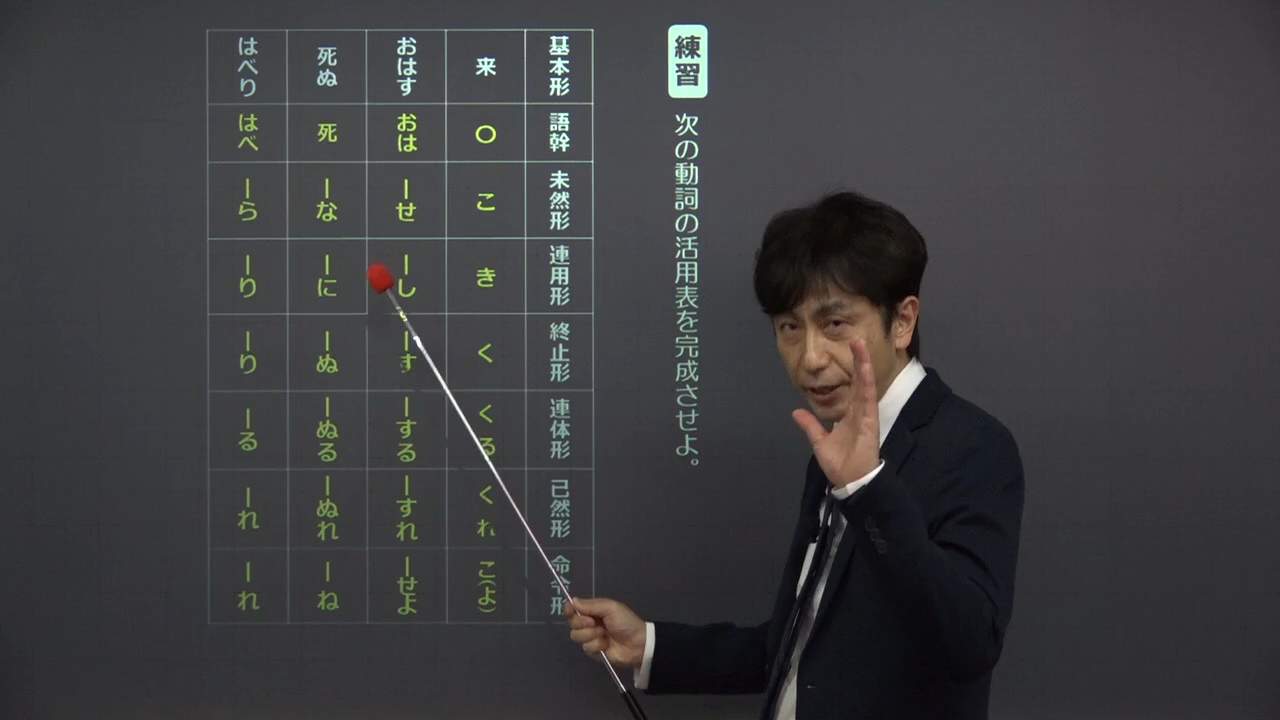 練習
次の動詞の活用表を完成させよ。
基本形 語幹 未然形 連用形 終止形 連体形 已然形 命令形
来 〇 こ き く くる くれ こ(よ)
おはす おは ーせ ーし ーす ーする ーすれ ーせよ
死ぬ 死 ーな ーに ーぬ ーぬる ーぬれ ーね
はべり はべ ーら ーり ーり ーる ーれ ーれ